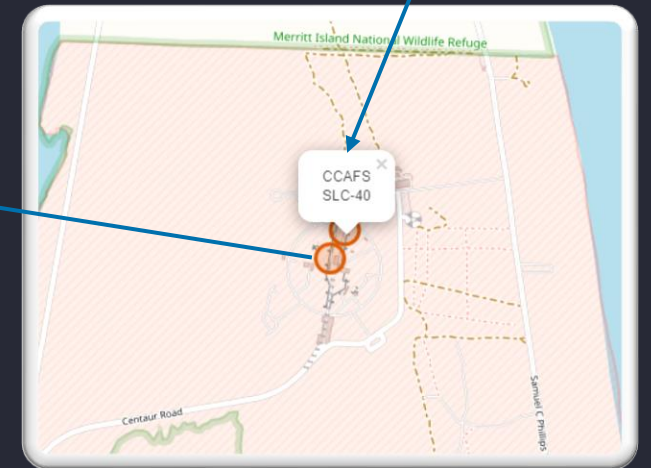 Merritt Island National Wildlife Refuge
CCAFS
SLC-40
×
Centaur Road
Samuel C Phillips